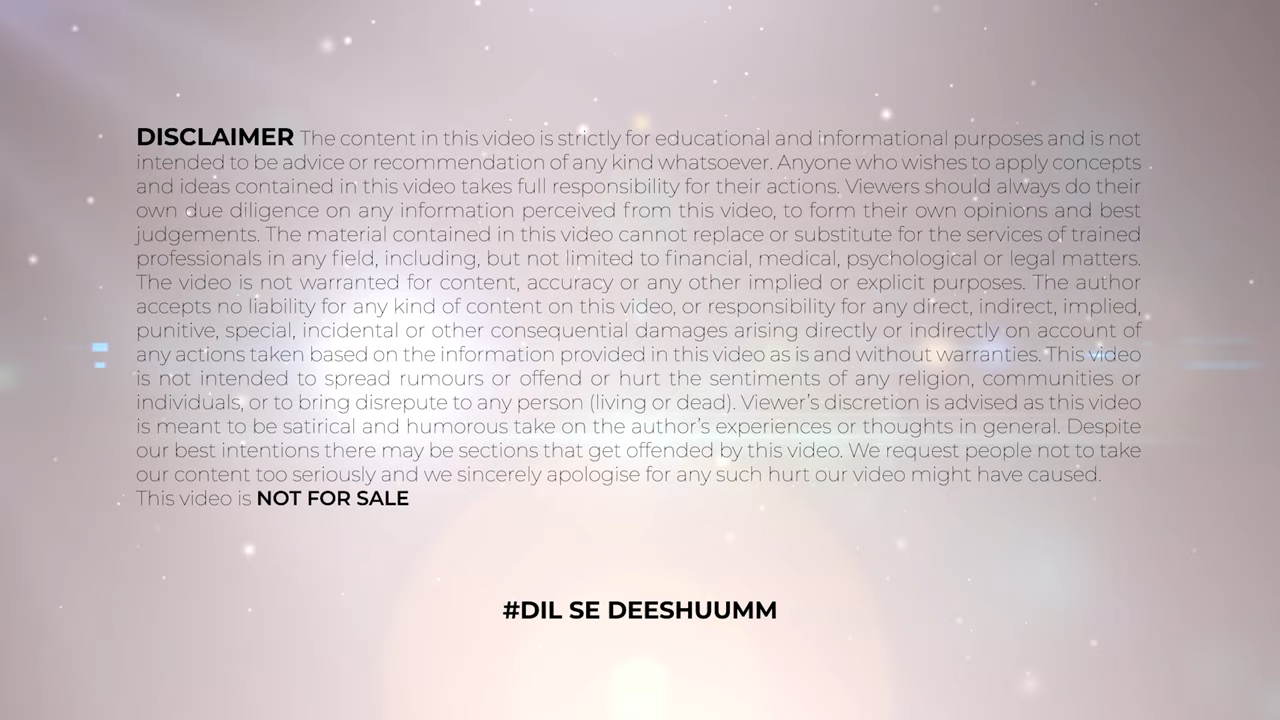 DISCLAIMER The content in this video is strictly for educational and informational purposes and is not
intended to be advice or recommendation of any kind whatsoever. Anyone who wishes to apply concepts
and ideas contained in this video takes full responsibility for their actions. Viewers should always do their
own due diligence on any information perceived from this video, to form their own opinions and best
judgements. The material contained in this video cannot replace or substitute for the services of trained
professionals in any field, including, but not limited to financial, medical, psychological or legal matters.
The video is not warranted for content, accuracy or any other implied or explicit purposes. The author
accepts no liability for any kind of content on this video, or responsibility for any direct, indirect, implied,
punitive, special, incidental or other consequential damages arising directly or indirectly on account of
any actions taken based on the information provided in this video as is and without warranties. This video
is not intended to spread rumours or offend or hurt the sentiments of any religion, communities or
individuals, or to bring disrepute to any person (living or dead). Viewer's discretion is advised as this video
is meant to be satirical and humorous take on the author's experiences or thoughts in general. Despite
our best intentions there may be sections that get offended by this video. We request people not to take
our content too seriously and we sincerely apologise for any such hurt our video might have caused.
This video is NOT FOR SALE
#DIL SE DEESHUUMM